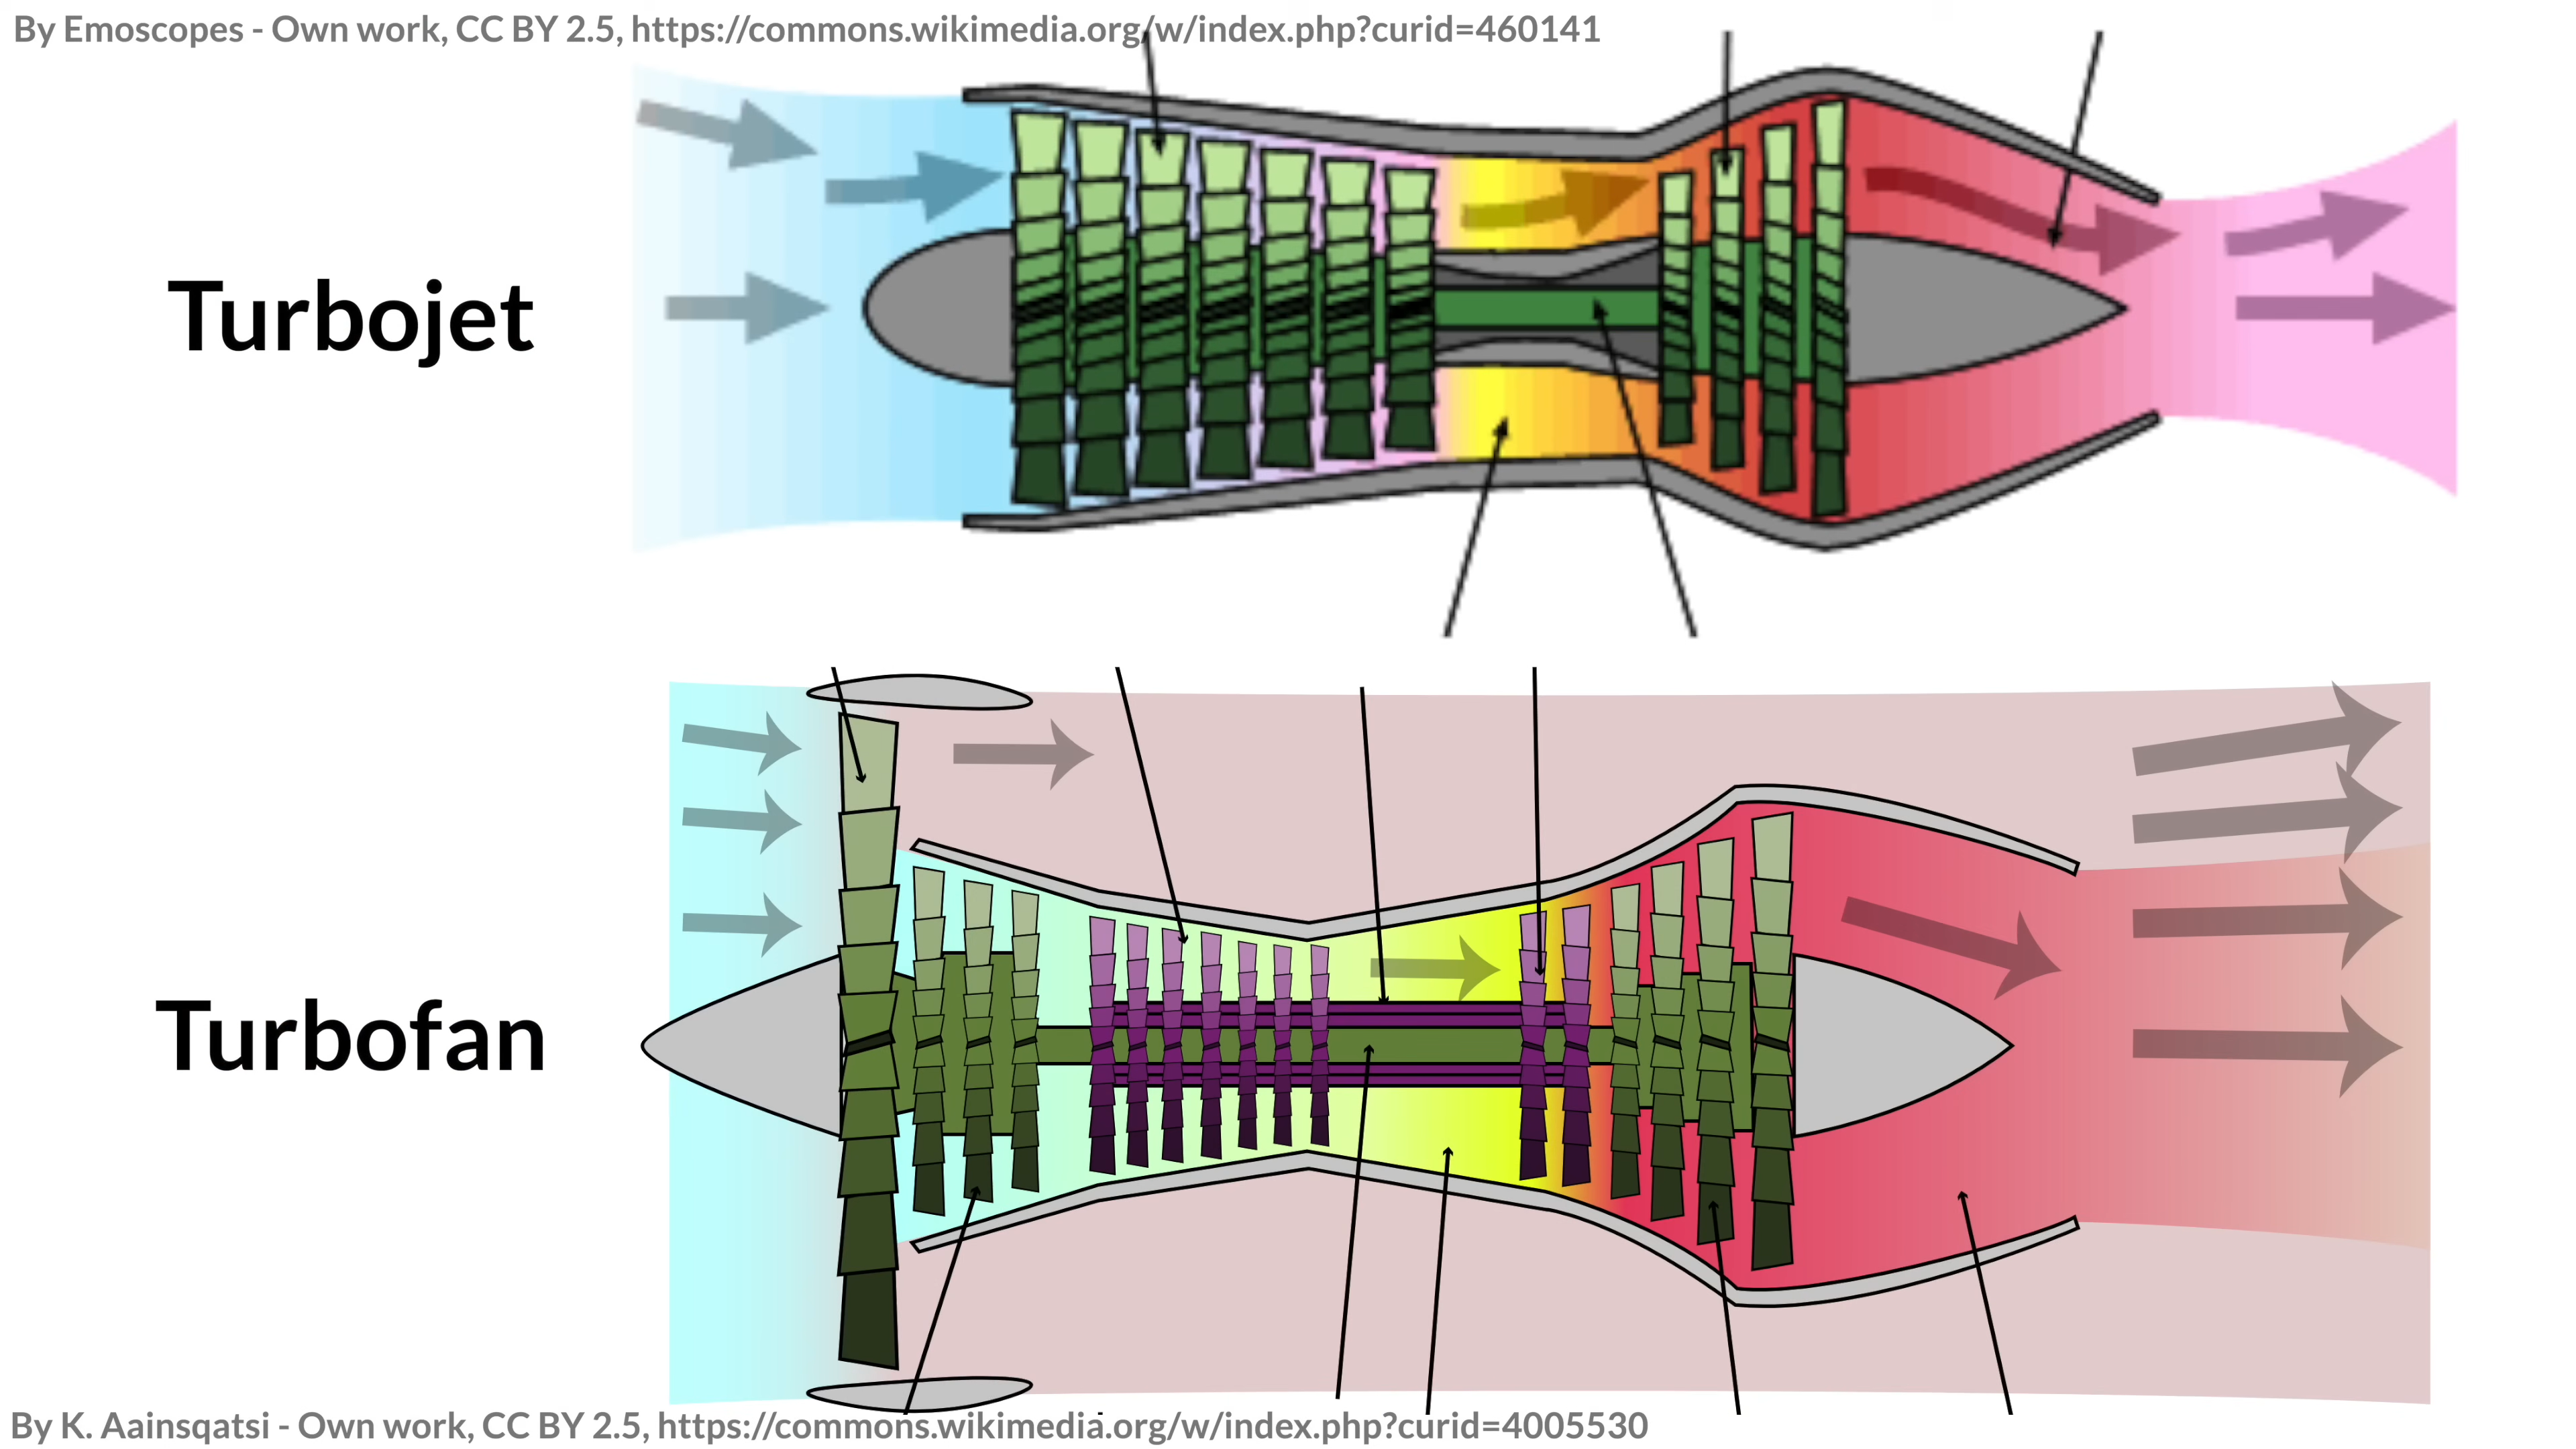 By Emoscopes - Own work, CC BY 2.5, https://commons.wikimedia.org/w/index.php?curid=460141
Turbojet
Turbofan
By K. Aainsqatsi - Own work, CC BY 2.5, https://commons.wikimedia.org/w/index.php?curid=4005530